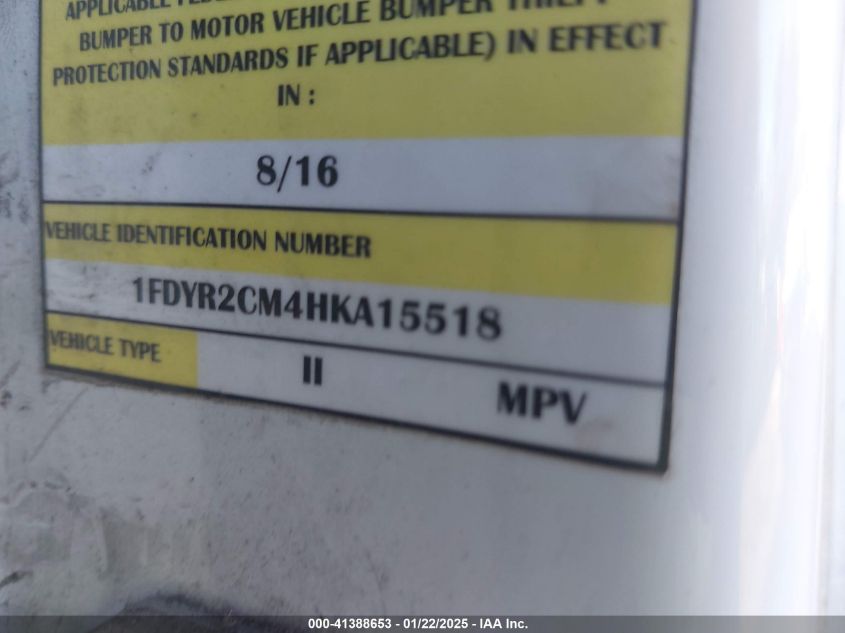 APPLICABLE
BUMPER TO MOTOR VEHICLE BUMPER THEFT
PROTECTION STANDARDS IF APPLICABLE) IN EFFECT
IN :
8/16
VEHICLE IDENTIFICATION NUMBER
1FDYR2CM4HKA15518
VEHICLE TYPE II MPV
000-41388653 - 01/22/2025 - IAA Inc.